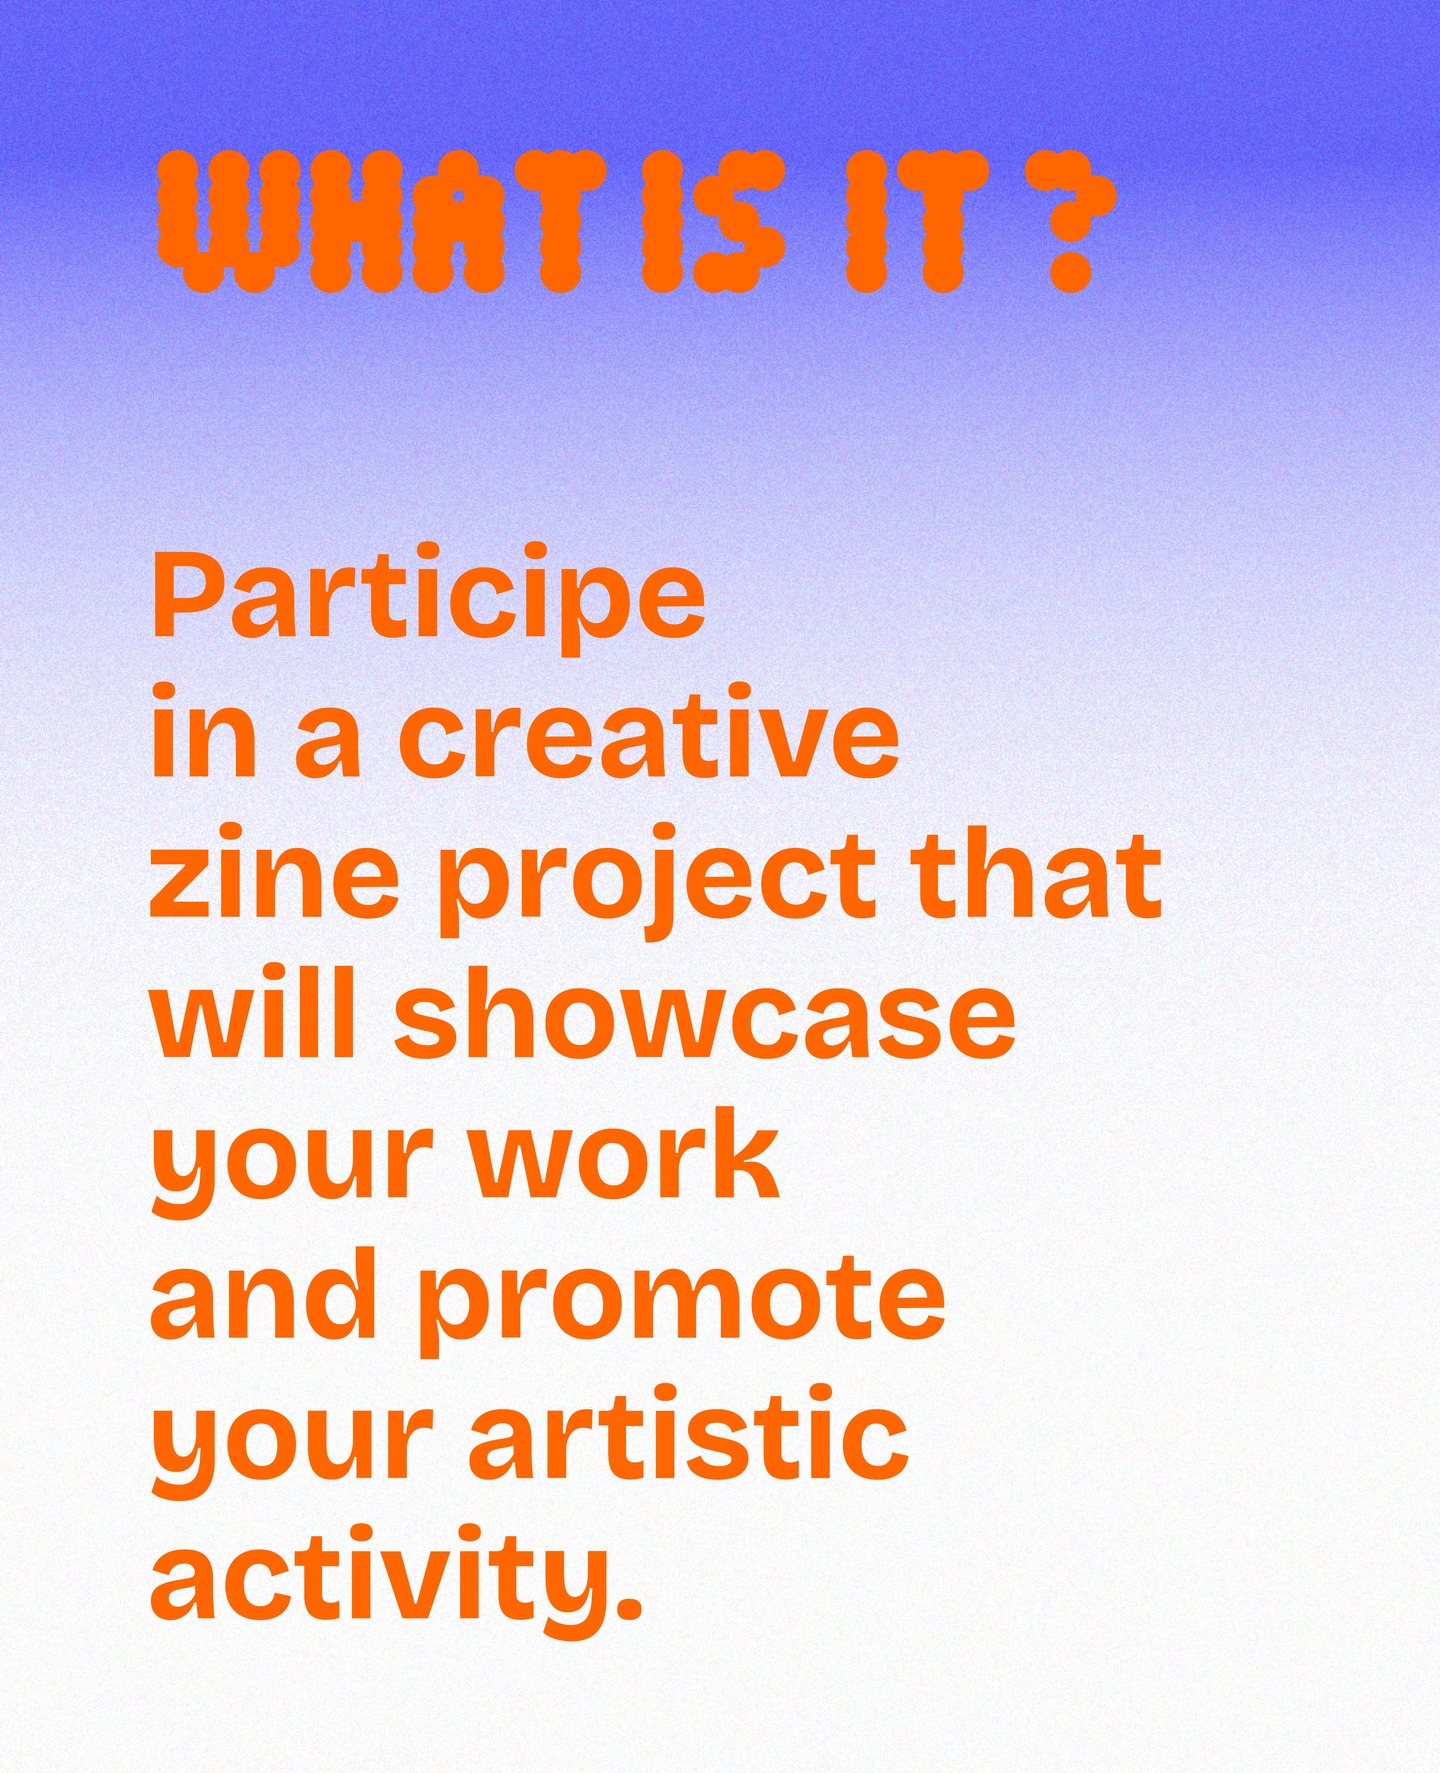 WHAT IS IT ?
Participe
in a creative
zine project that
will showcase
your work
and promote
your artistic
activity.